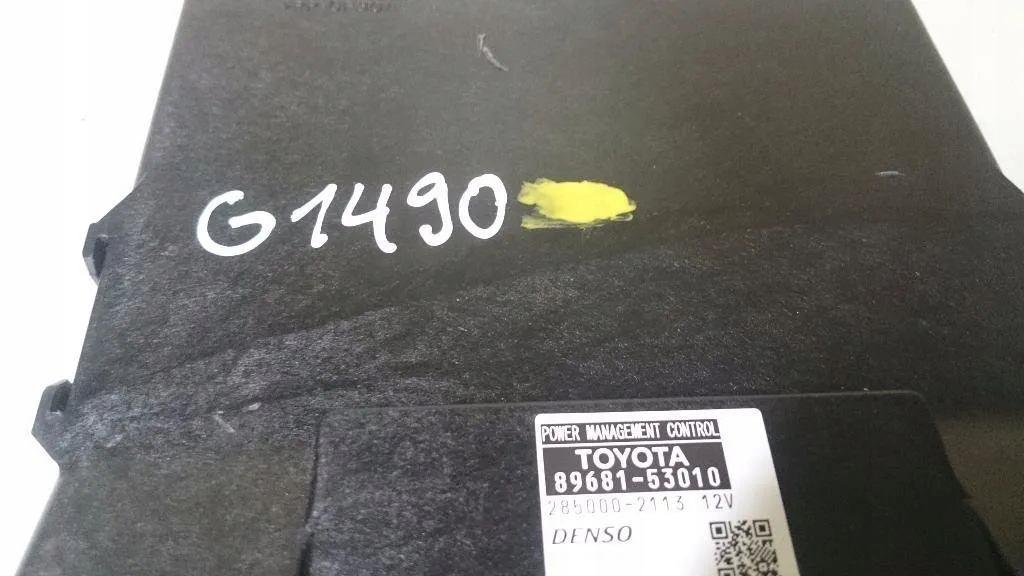 G1490
POWER MANAGEMENT CONTROL
TOYOTA
89681-53010
285000-2113 12V
DENSO